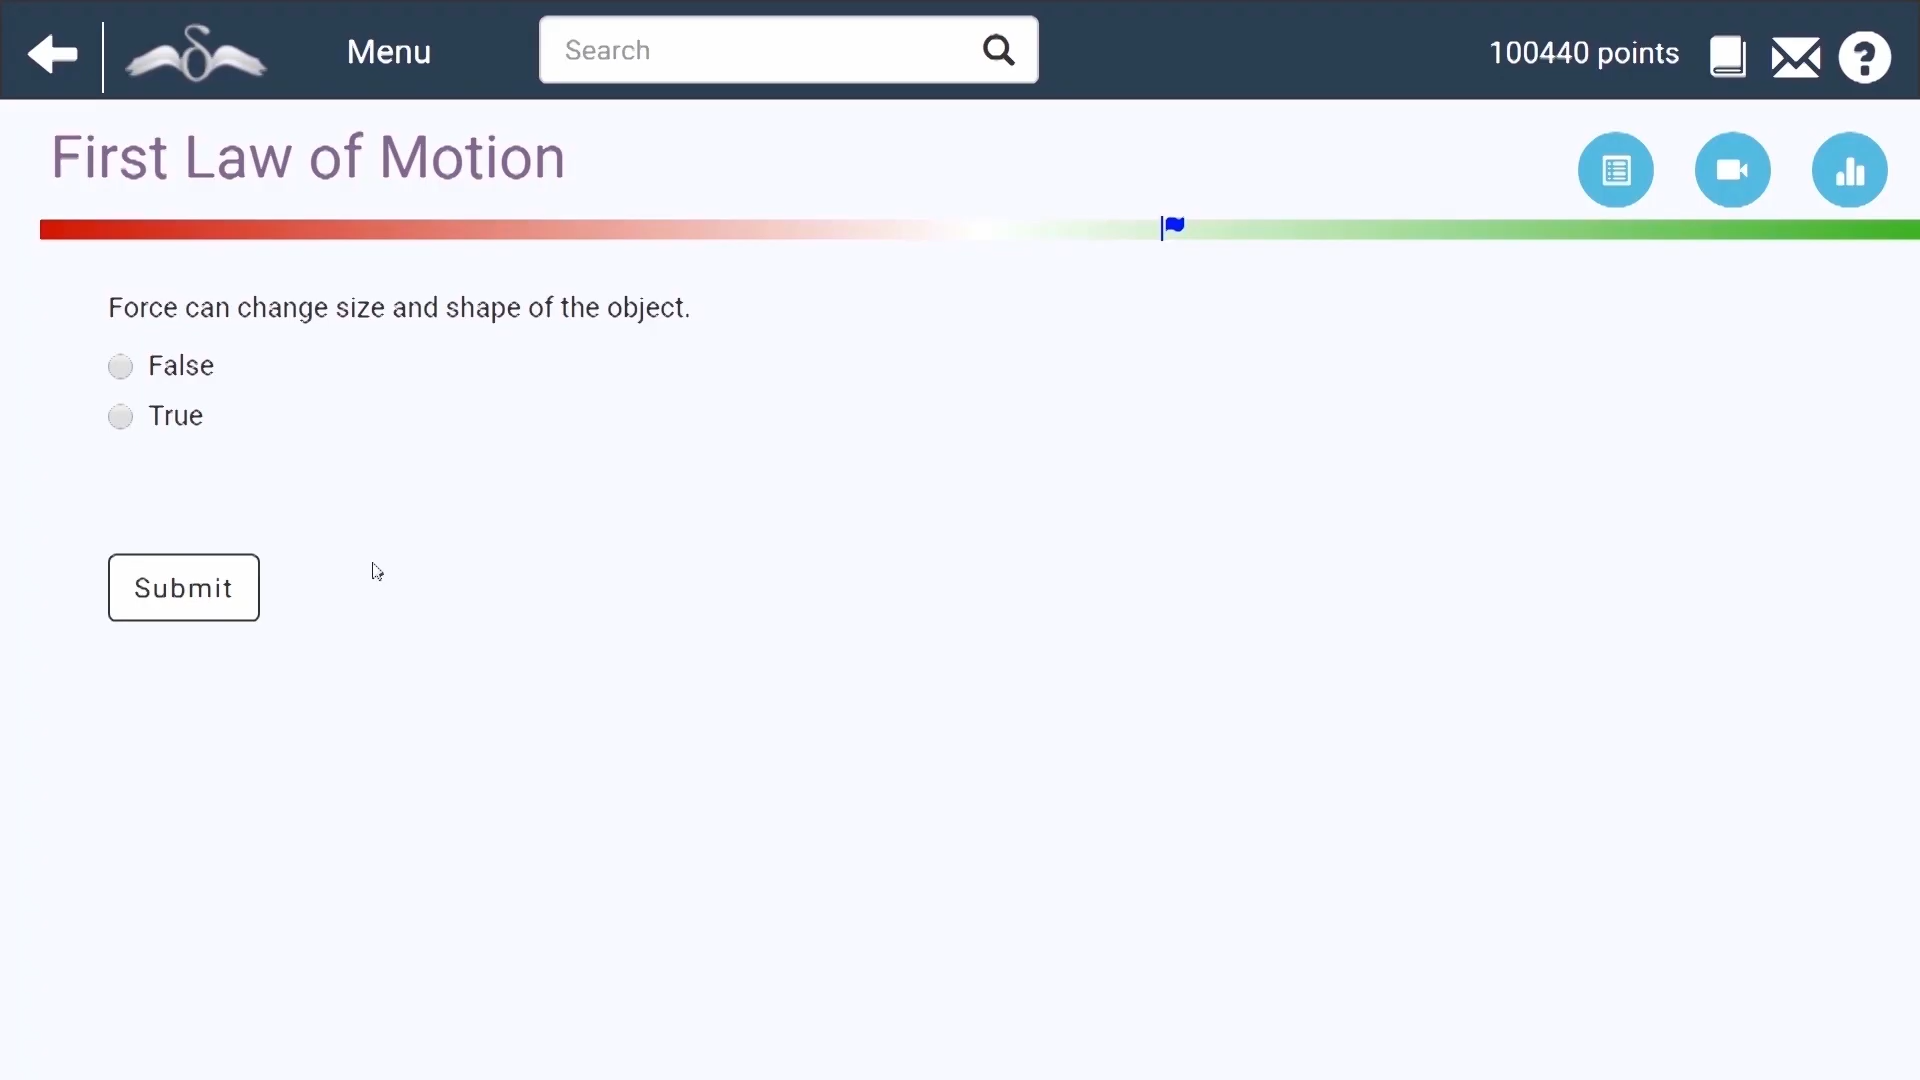 Menu
Search
100440 points
First Law of Motion
Force can change size and shape of the object.
False
True
Submit